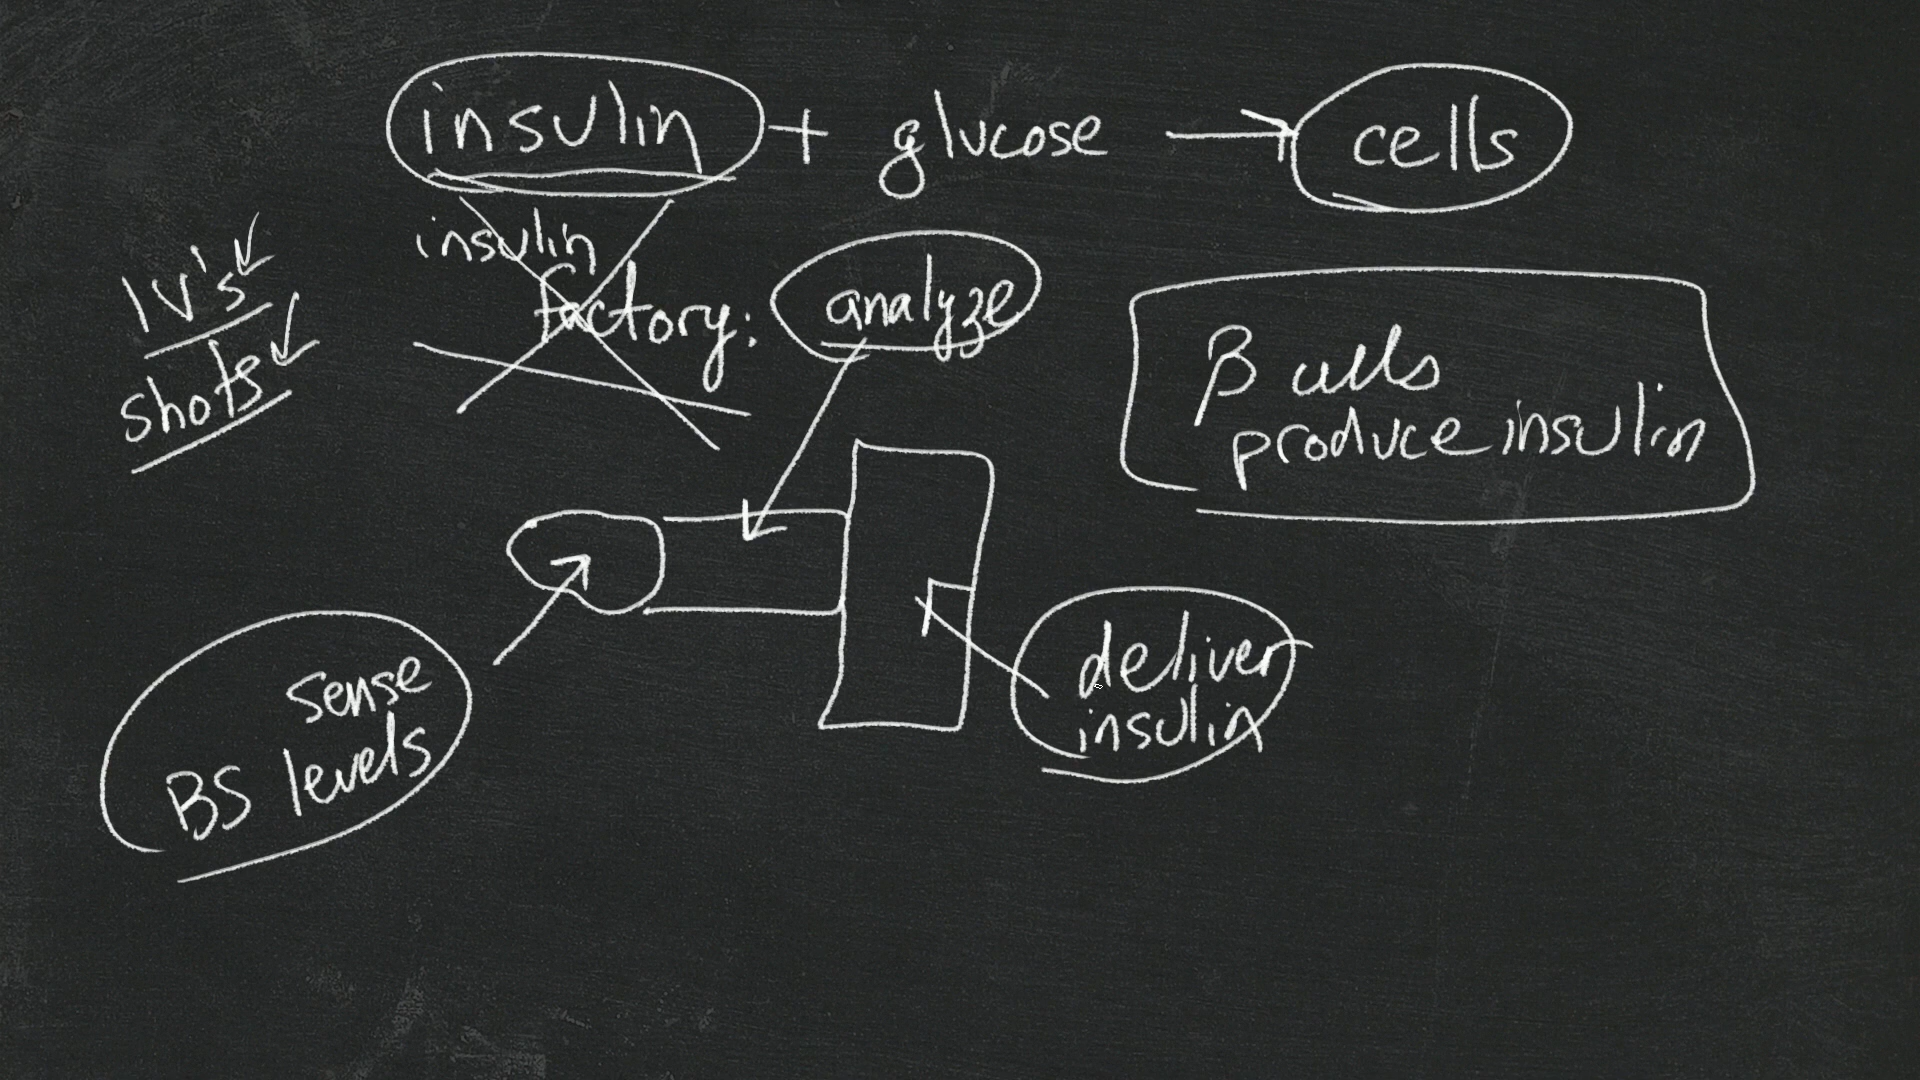 insulin + glucose → cells
insulin
factory:
analyze
IV's
shots
β cells
produce insulin
sense
BS levels
deliver
insulin